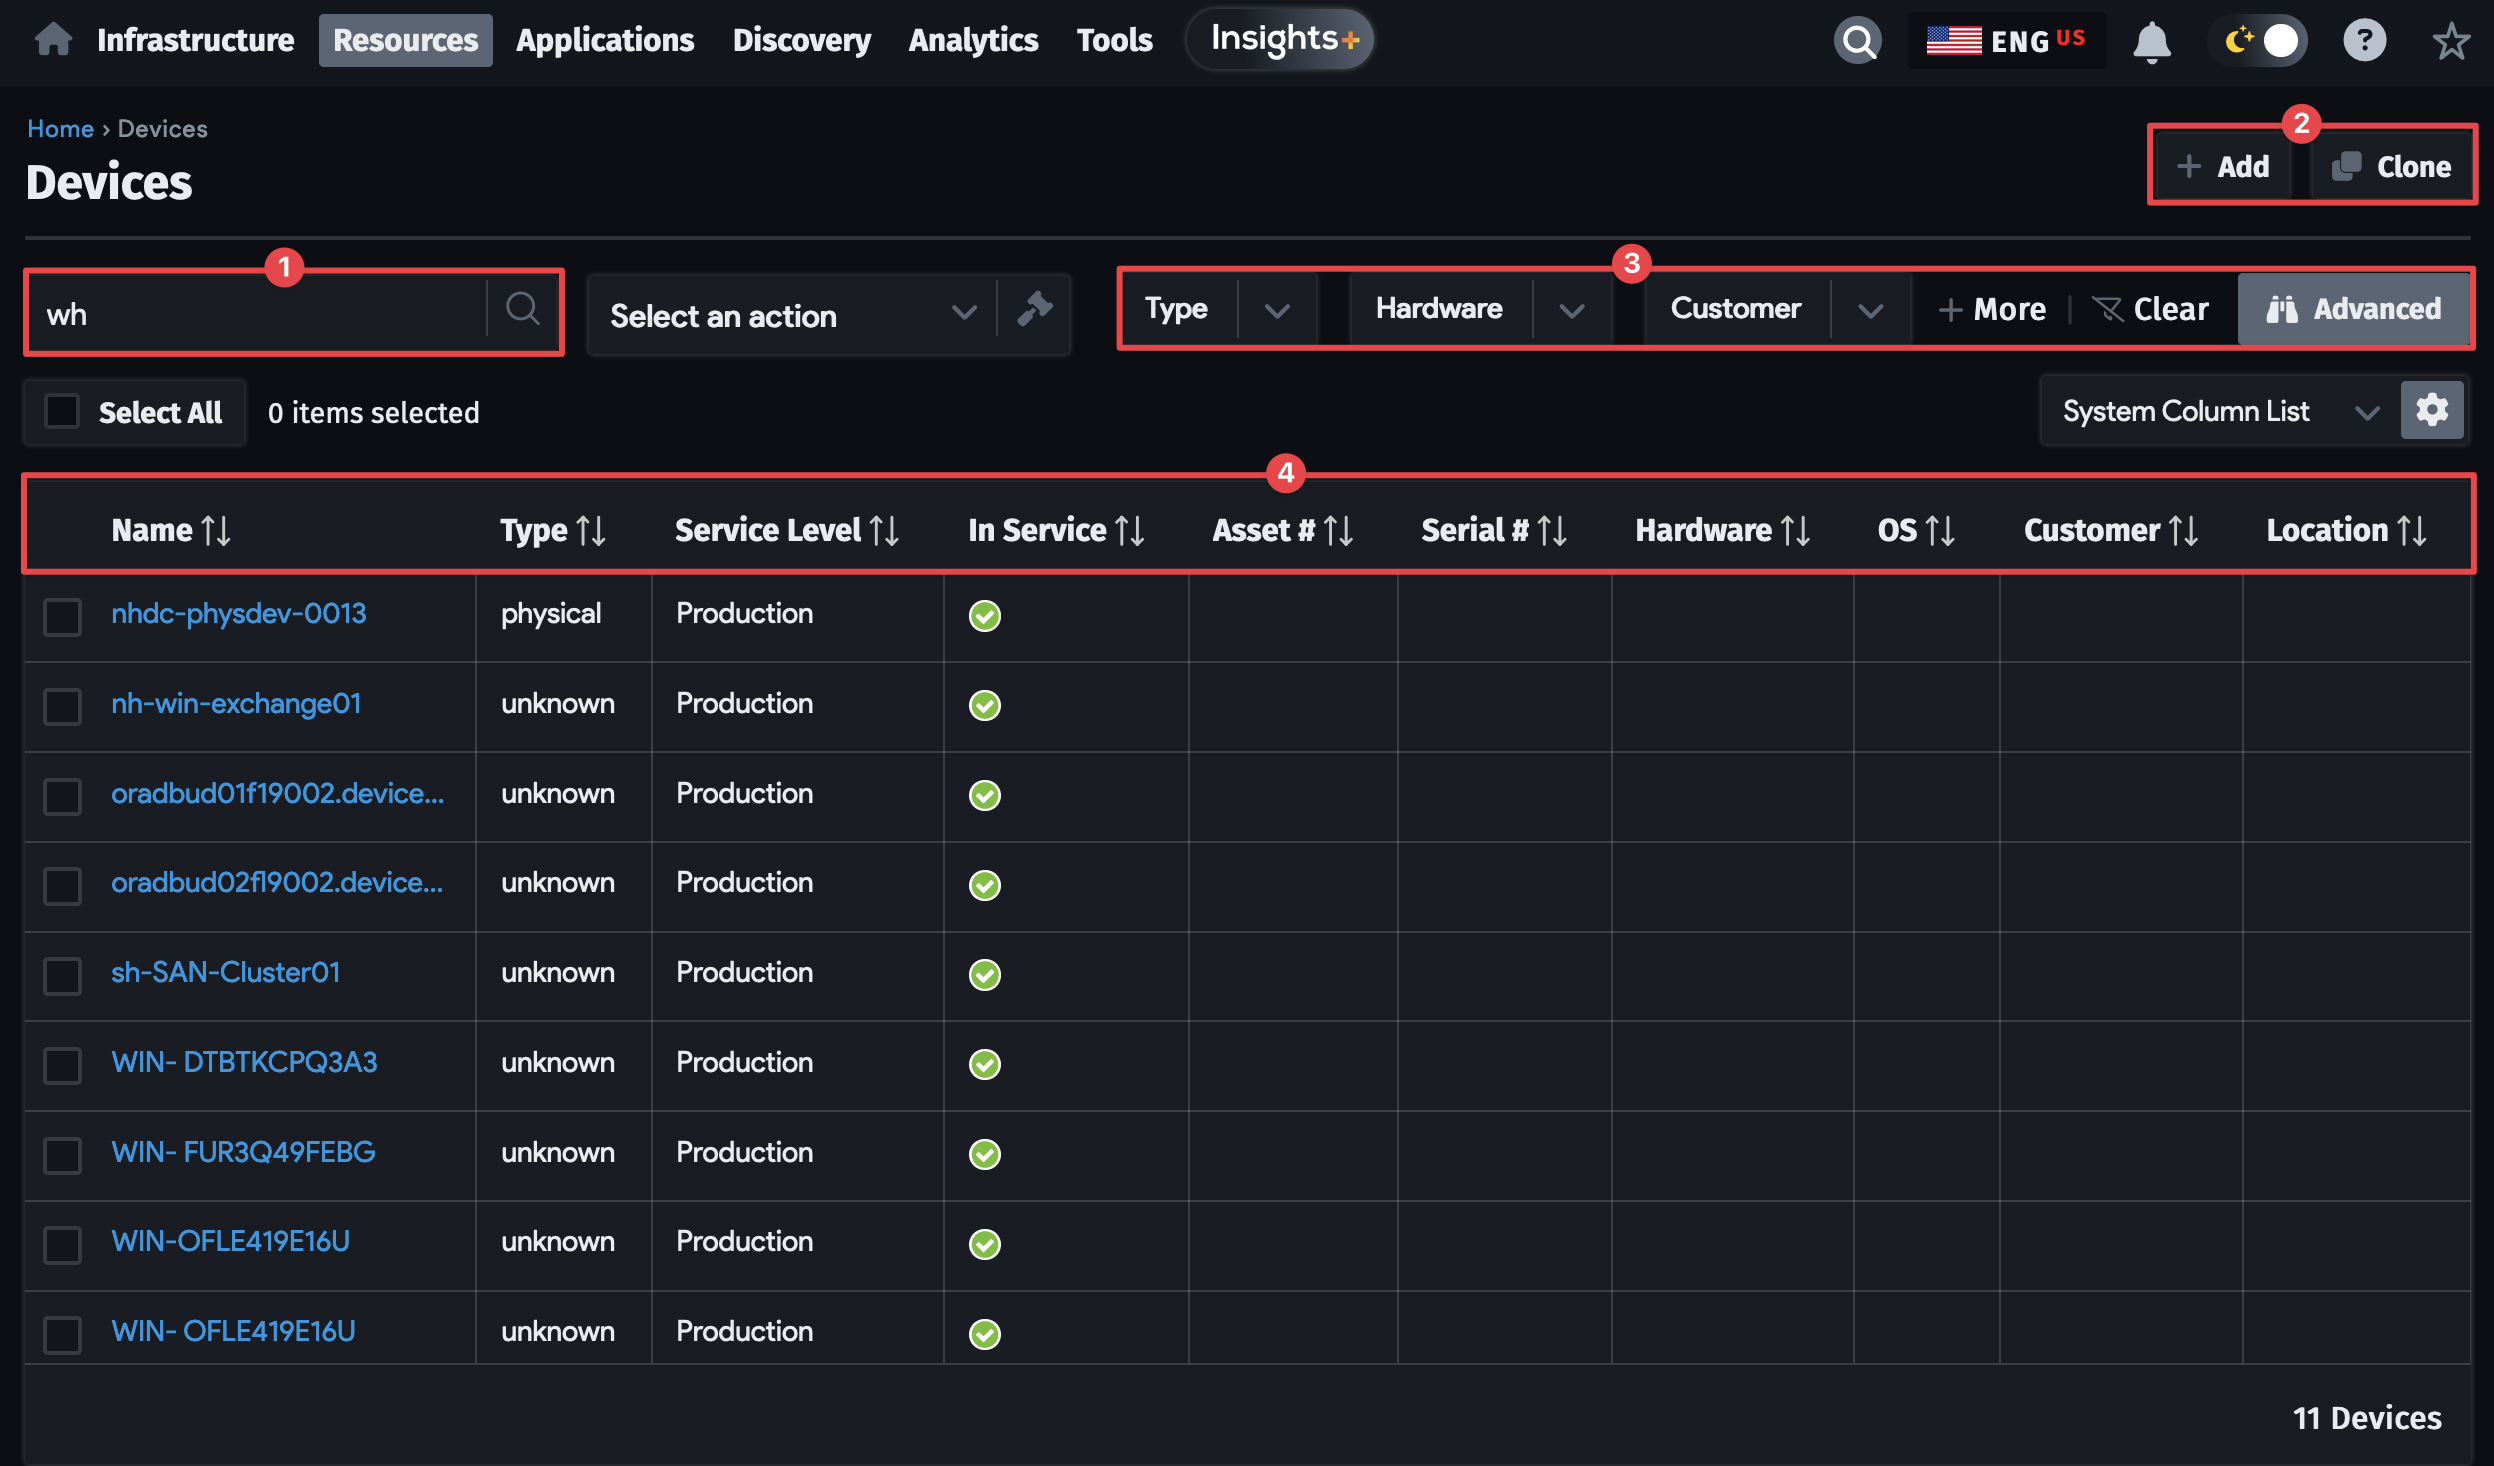 Infrastructure Resources Applications Discovery Analytics Tools Insights+ ENG US ?
Home › Devices
Devices
2
+ Add Clone
1
3
wh
Select an action
Type Hardware Customer + More | Clear Advanced
Select All 0 items selected
System Column List
4
Name Type Service Level In Service Asset # Serial # Hardware OS Customer Location
nhdc-physdev-0013 physical Production
nh-win-exchange01 unknown Production
oradbud01f19002.device... unknown Production
oradbud02fl9002.device... unknown Production
sh-SAN-Cluster01 unknown Production
WIN- DTBTKCPQ3A3 unknown Production
WIN- FUR3Q49FEBG unknown Production
WIN-OFLE419E16U unknown Production
WIN- OFLE419E16U unknown Production
11 Devices